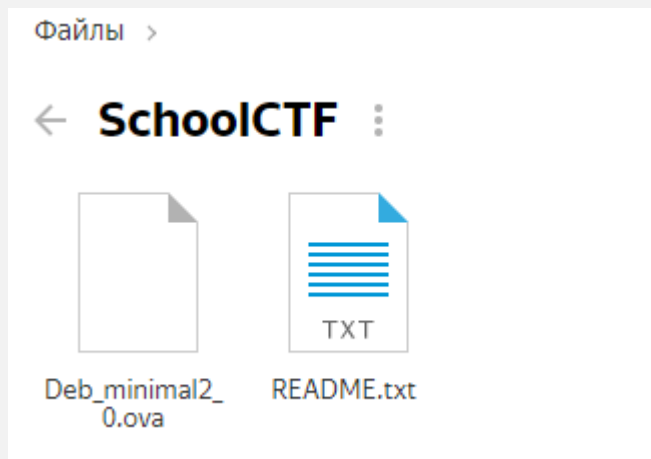 Файлы >
← SchoolCTF
TXT
Deb_minimal2_
0.ova
README.txt